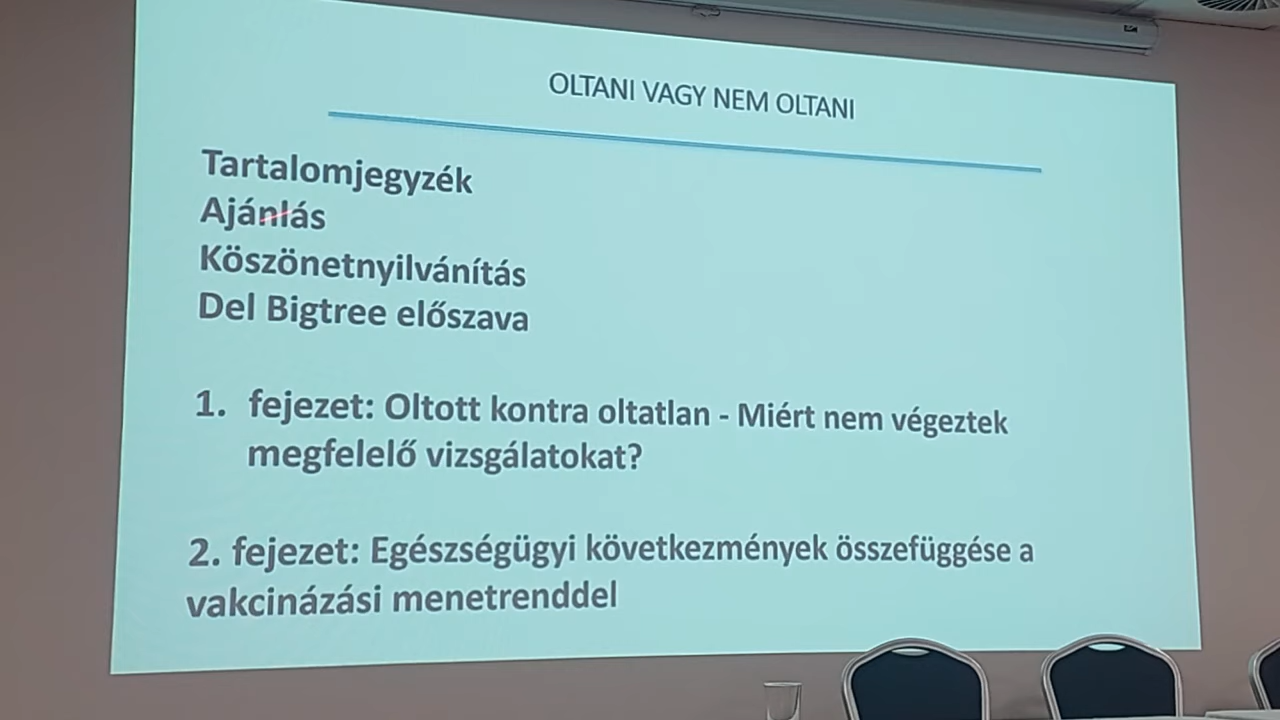 OLTANI VAGY NEM OLTANI
Tartalomjegyzék
Ajánlás
Köszönetnyilvánítás
Del Bigtree előszava
1. fejezet: Oltott kontra oltatlan - Miért nem végeztek
megfelelő vizsgálatokat?
2. fejezet: Egészségügyi következmények összefüggése a
vakcinázási menetrenddel